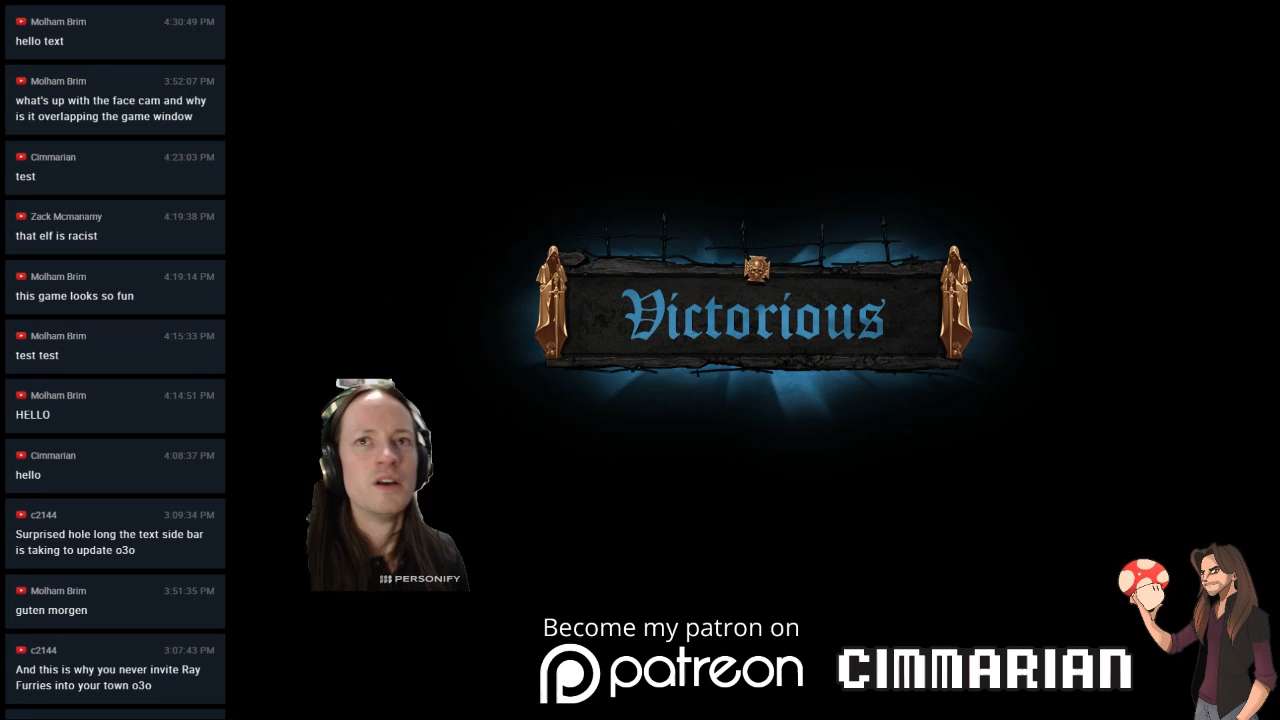 Molham Brim 4:30:49 PM
hello text
Molham Brim 3:52:07 PM
what's up with the face cam and why
is it overlapping the game window
Cimmarian 4:23:03 PM
test
Zack Mcmanamy 4:19:38 PM
that elf is racist
Molham Brim 4:19:14 PM
this game looks so fun
Molham Brim 4:15:33 PM
test test
Molham Brim 4:14:51 PM
HELLO
Cimmarian 4:08:37 PM
hello
c2144 3:09:34 PM
Surprised hole long the text side bar
is taking to update o3o
Molham Brim 3:51:35 PM
guten morgen
c2144 3:07:43 PM
And this is why you never invite Ray
Furries into your town o3o
Victorious
PERSONIFY
Become my patron on
patreon
CIMMARIAN